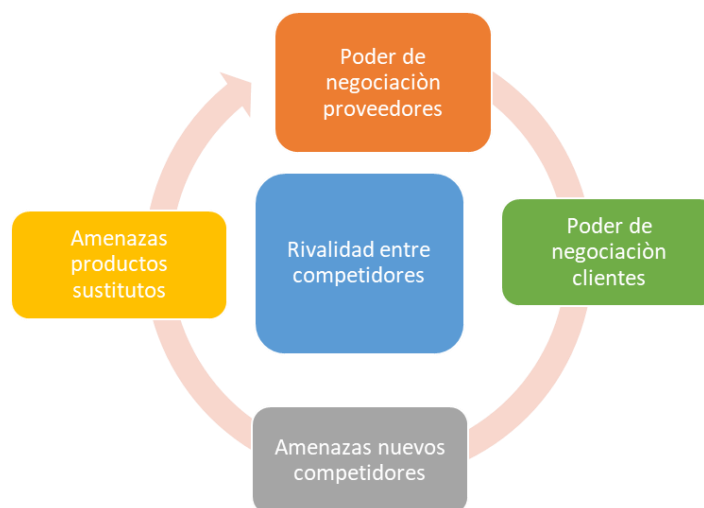 Poder de
negociaciòn
proveedores
Amenazas
productos
sustitutos
Rivalidad entre
competidores
Poder de
negociaciòn
clientes
Amenazas nuevos
competidores